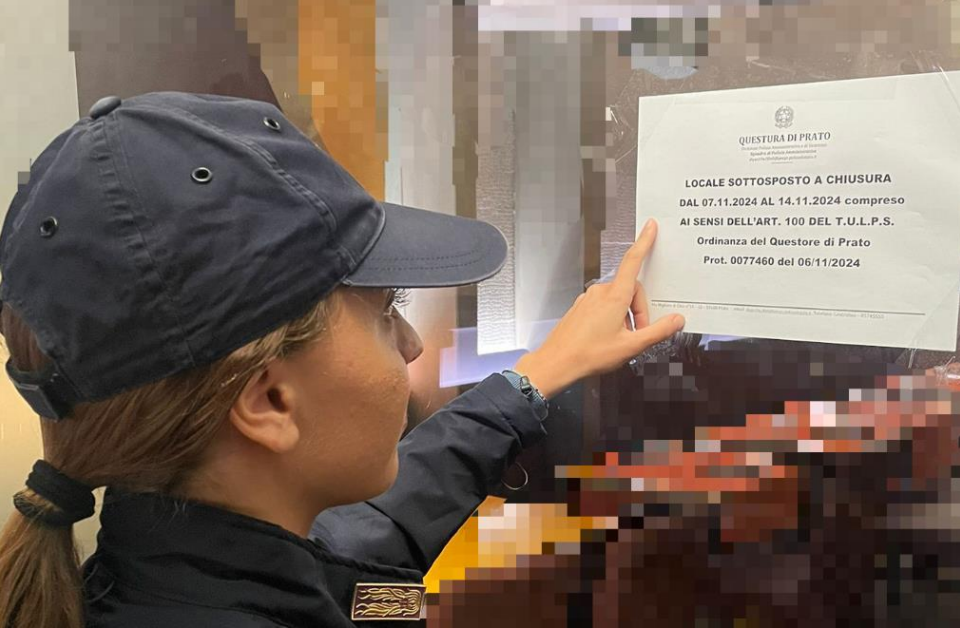 QUESTURA DI PRATO
LOCALE SOTTOSPOSTO A CHIUSURA
DAL 07.11.2024 AL 14.11.2024 compreso
AI SENSI DELL'ART. 100 DEL T.U.L.P.S.
Ordinanza del Questore di Prato
Prot. 0077460 del 06/11/2024